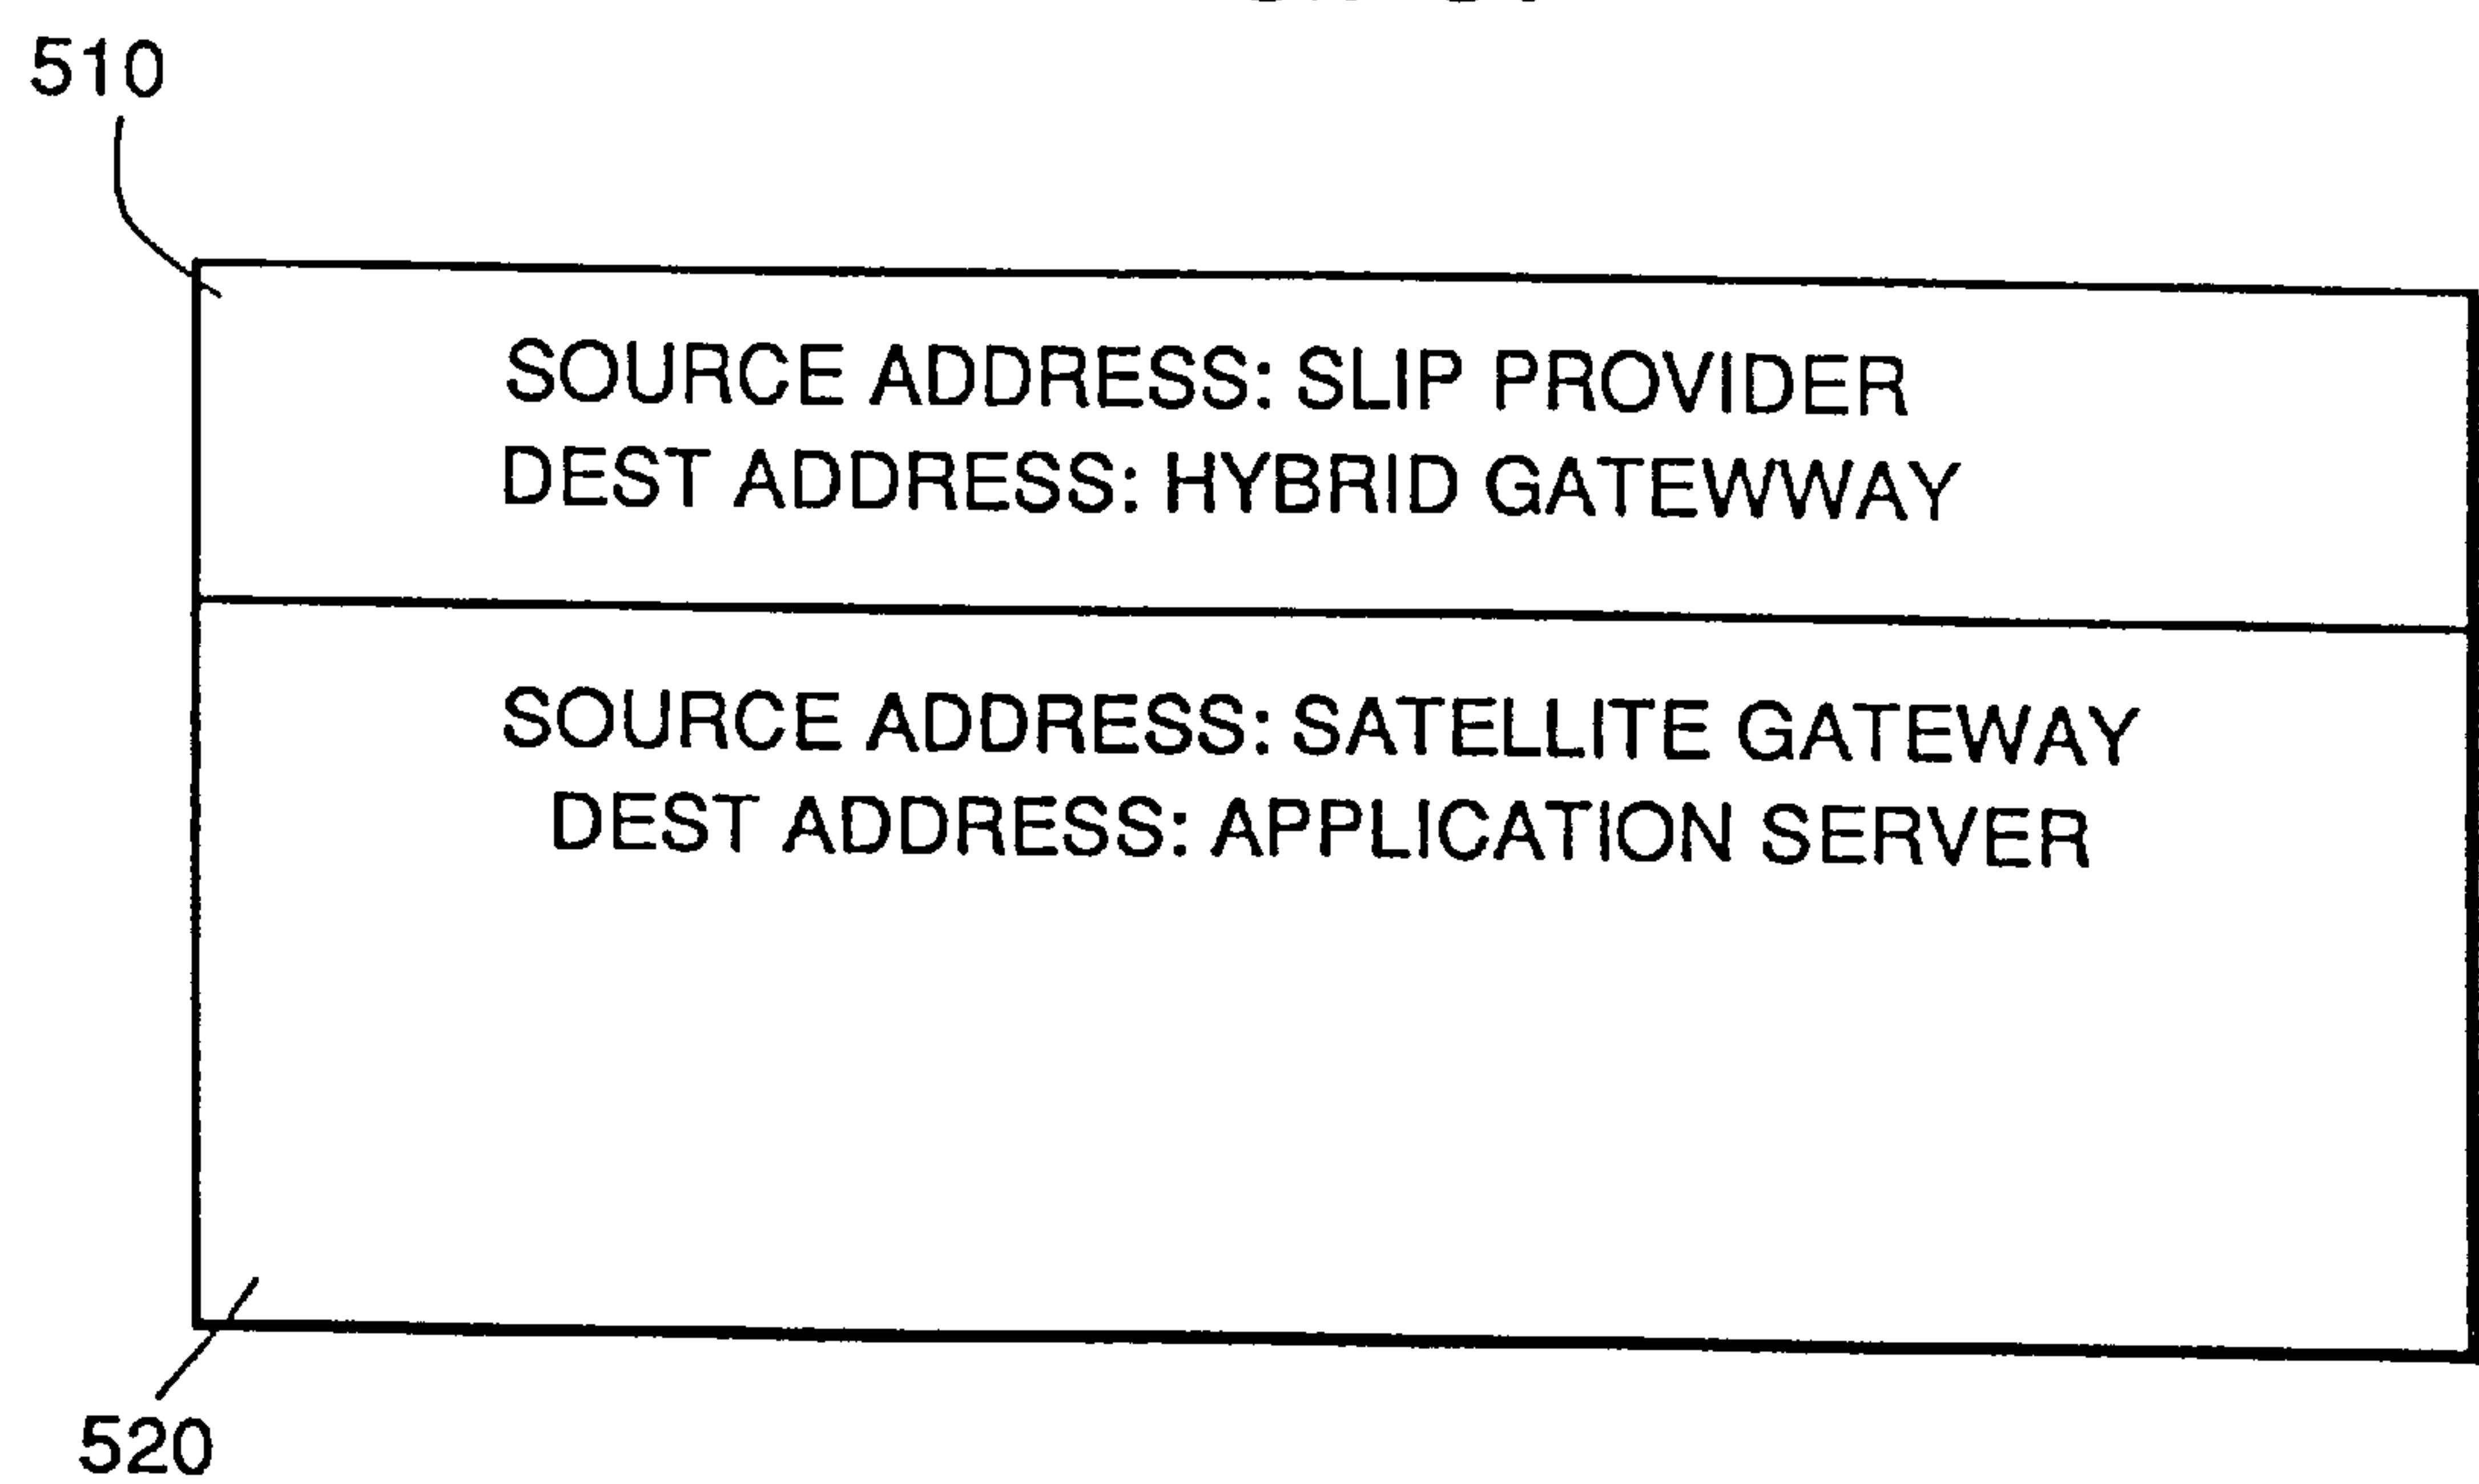 510
SOURCE ADDRESS: SLIP PROVIDER
DEST ADDRESS: HYBRID GATEWWAY
SOURCE ADDRESS: SATELLITE GATEWAY
DEST ADDRESS: APPLICATION SERVER
520